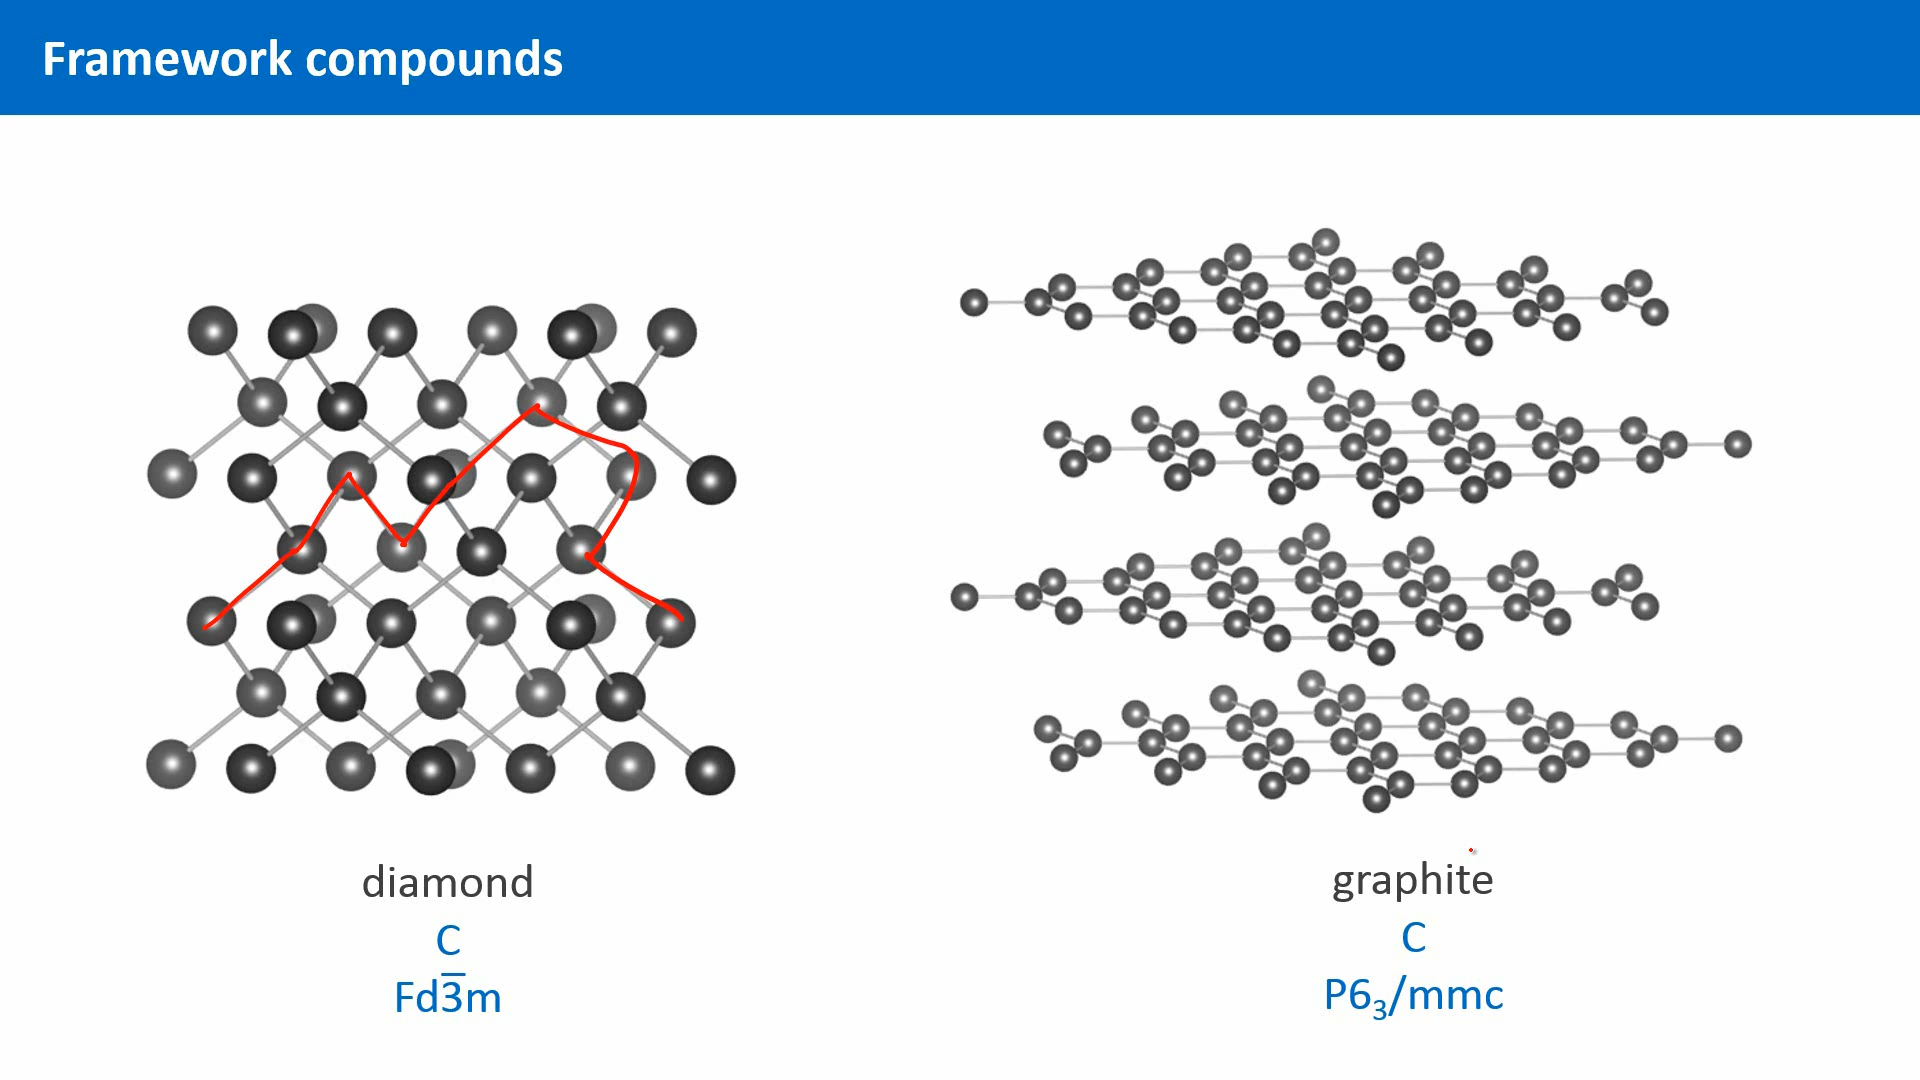 Framework compounds
diamond
C
Fd3̅m
graphite
C
P6₃/mmc